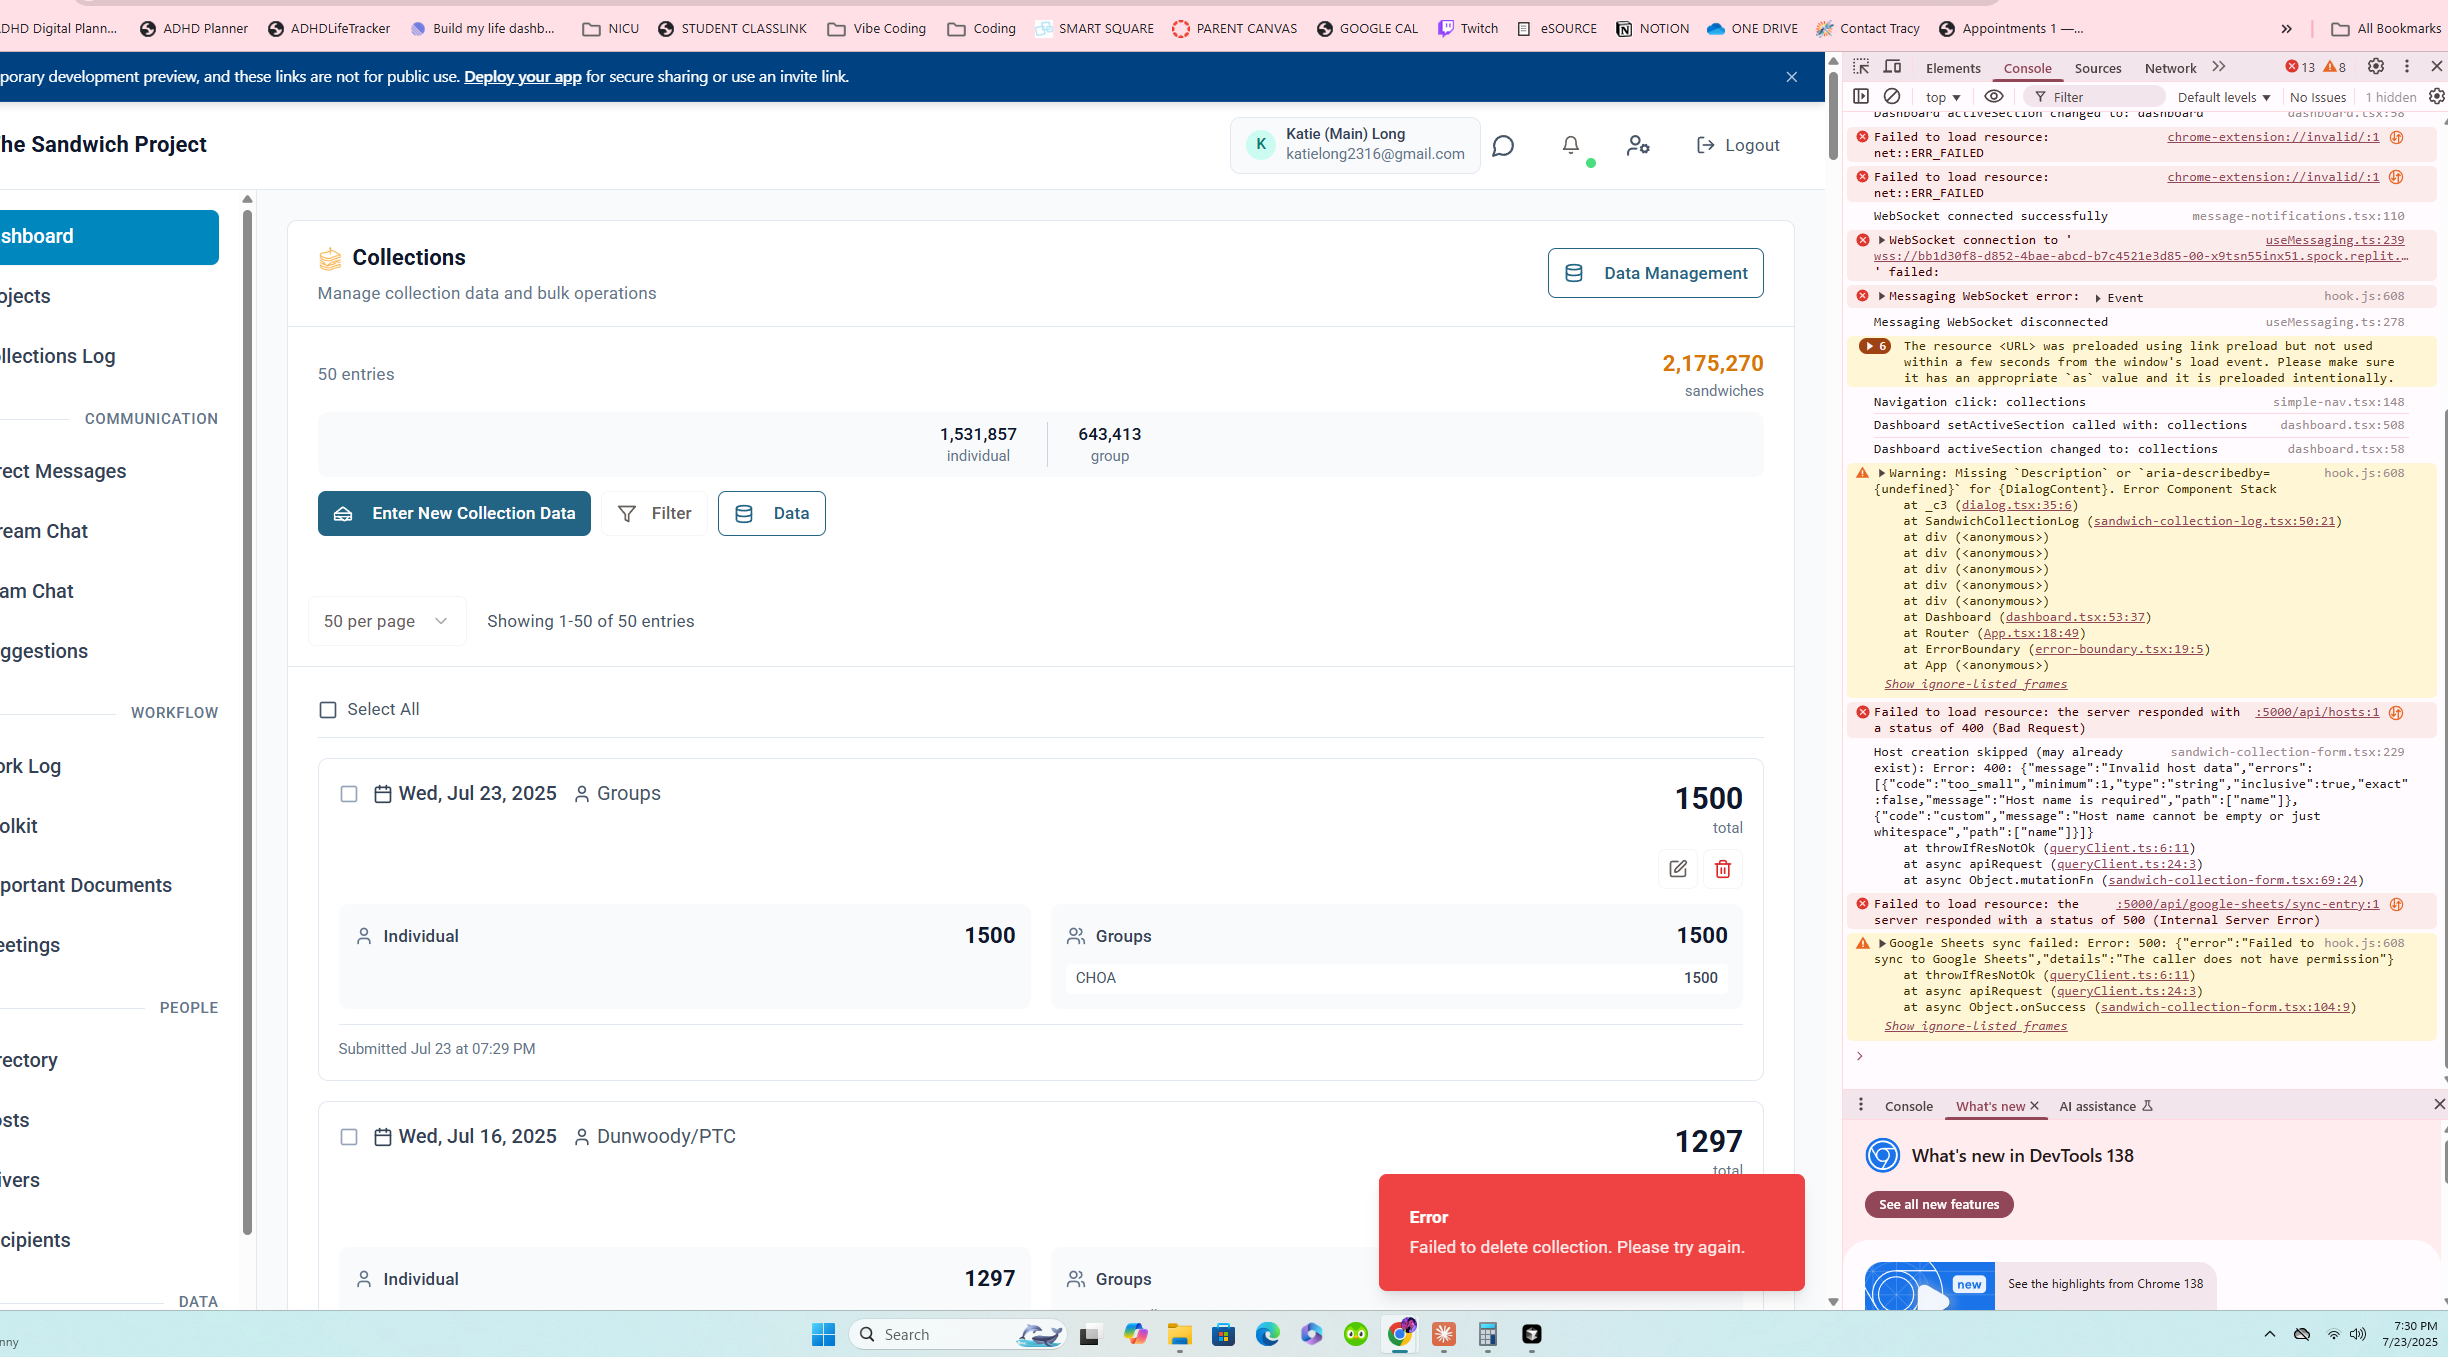 ADHD Digital Plann...
ADHD Planner
ADHDLifeTracker
Build my life dashb...
NICU
STUDENT CLASSLINK
Vibe Coding
Coding
SMART SQUARE
PARENT CANVAS
GOOGLE CAL
Twitch
eSOURCE
NOTION
ONE DRIVE
Contact Tracy
Appointments 1 —...
All Bookmarks
porary development preview, and these links are not for public use. Deploy your app for secure sharing or use an invite link.
he Sandwich Project
K
Katie (Main) Long
katielong2316@gmail.com
Logout
shboard
ojects
llections Log
COMMUNICATION
rect Messages
ream Chat
am Chat
ggestions
WORKFLOW
ork Log
olkit
portant Documents
eetings
PEOPLE
rectory
sts
ivers
cipients
DATA
Collections
Manage collection data and bulk operations
Data Management
50 entries
2,175,270
sandwiches
1,531,857
individual
643,413
group
Enter New Collection Data
Filter
Data
50 per page
Showing 1-50 of 50 entries
Select All
Wed, Jul 23, 2025
Groups
1500
total
Individual
1500
Groups
1500
CHOA
1500
Submitted Jul 23 at 07:29 PM
Wed, Jul 16, 2025
Dunwoody/PTC
1297
total
Individual
1297
Groups
Error
Failed to delete collection. Please try again.
Elements
Console
Sources
Network
13
8
top
Filter
Default levels
No Issues
1 hidden
Dashboard activeSection changed to: dashboard dashboard.tsx:58
Failed to load resource: chrome-extension://invalid/:1
net::ERR_FAILED
Failed to load resource: chrome-extension://invalid/:1
net::ERR_FAILED
WebSocket connected successfully message-notifications.tsx:110
WebSocket connection to ' useMessaging.ts:239
wss://bb1d30f8-d852-4bae-abcd-b7c4521e3d85-00-x9tsn55inx51.spock.replit.…
' failed:
Messaging WebSocket error: Event hook.js:608
Messaging WebSocket disconnected useMessaging.ts:278
6 The resource <URL> was preloaded using link preload but not used
within a few seconds from the window's load event. Please make sure
it has an appropriate `as` value and it is preloaded intentionally.
Navigation click: collections simple-nav.tsx:148
Dashboard setActiveSection called with: collections dashboard.tsx:508
Dashboard activeSection changed to: collections dashboard.tsx:58
Warning: Missing `Description` or `aria-describedby= hook.js:608
{undefined}` for {DialogContent}. Error Component Stack
at _c3 (dialog.tsx:35:6)
at SandwichCollectionLog (sandwich-collection-log.tsx:50:21)
at div (<anonymous>)
at div (<anonymous>)
at div (<anonymous>)
at div (<anonymous>)
at div (<anonymous>)
at Dashboard (dashboard.tsx:53:37)
at Router (App.tsx:18:49)
at ErrorBoundary (error-boundary.tsx:19:5)
at App (<anonymous>)
Show ignore-listed frames
Failed to load resource: the server responded with :5000/api/hosts:1
a status of 400 (Bad Request)
Host creation skipped (may already sandwich-collection-form.tsx:229
exist): Error: 400: {"message":"Invalid host data","errors":
[{"code":"too_small","minimum":1,"type":"string","inclusive":true,"exact"
:false,"message":"Host name is required","path":["name"]},
{"code":"custom","message":"Host name cannot be empty or just
whitespace","path":["name"]}]}
at throwIfResNotOk (queryClient.ts:6:11)
at async apiRequest (queryClient.ts:24:3)
at async Object.mutationFn (sandwich-collection-form.tsx:69:24)
Failed to load resource: the :5000/api/google-sheets/sync-entry:1
server responded with a status of 500 (Internal Server Error)
Google Sheets sync failed: Error: 500: {"error":"Failed to hook.js:608
sync to Google Sheets","details":"The caller does not have permission"}
at throwIfResNotOk (queryClient.ts:6:11)
at async apiRequest (queryClient.ts:24:3)
at async Object.onSuccess (sandwich-collection-form.tsx:104:9)
Show ignore-listed frames
Console
What's new
AI assistance
What's new in DevTools 138
See all new features
new
See the highlights from Chrome 138
nny
Search
7:30 PM
7/23/2025